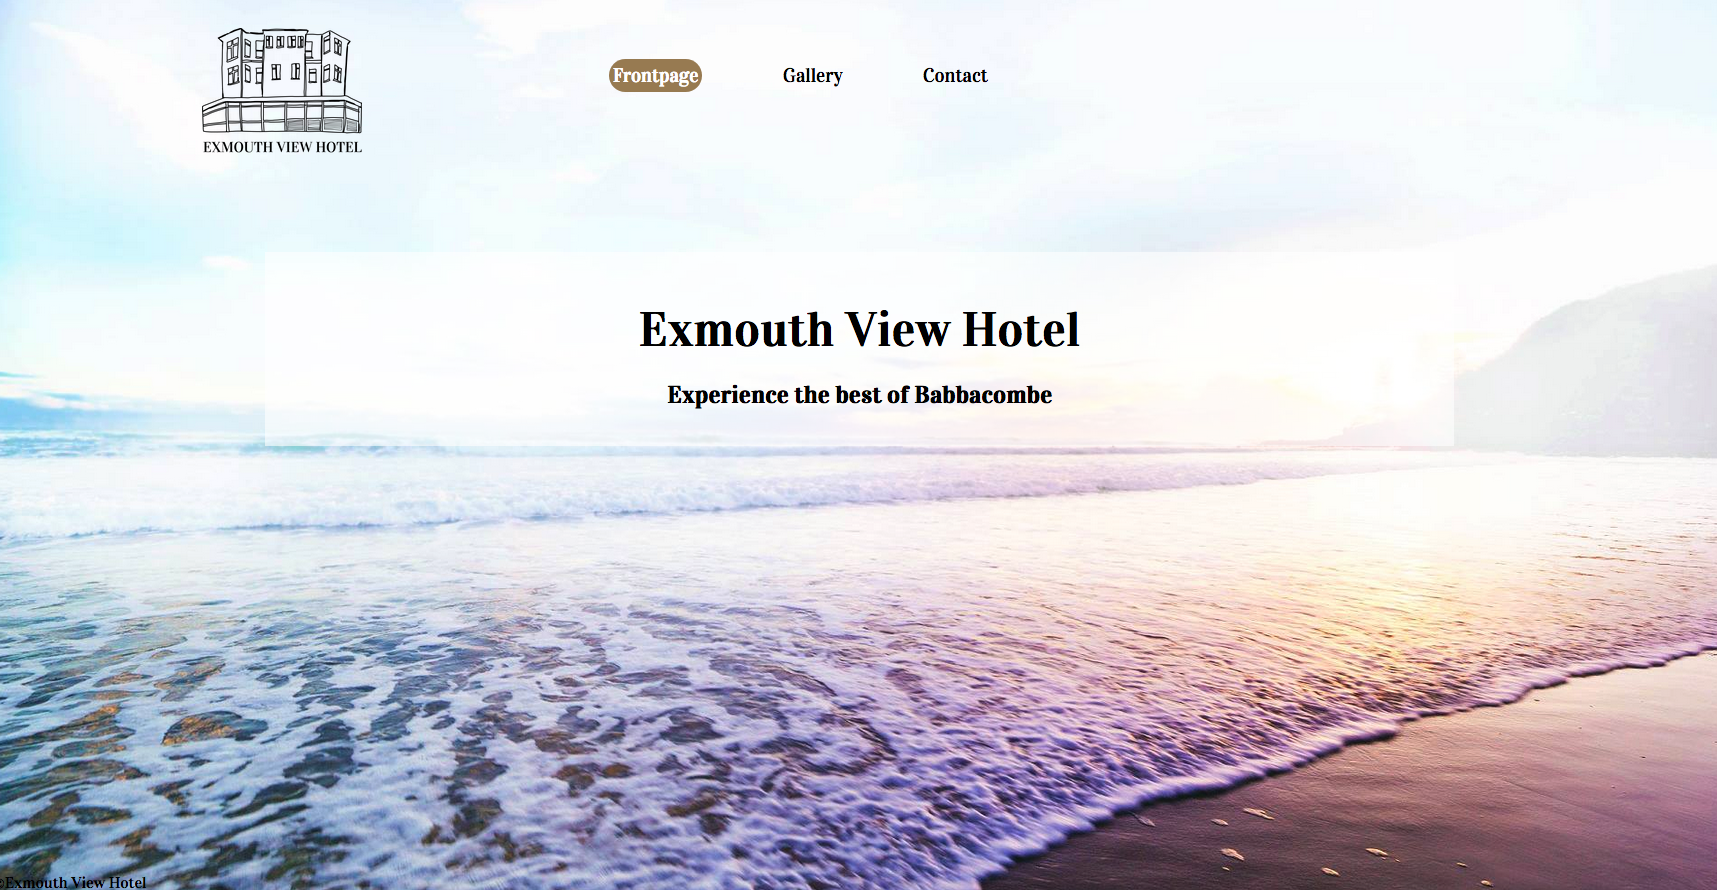 EXMOUTH VIEW HOTEL
Frontpage Gallery Contact
Exmouth View Hotel
Experience the best of Babbacombe
©Exmouth View Hotel